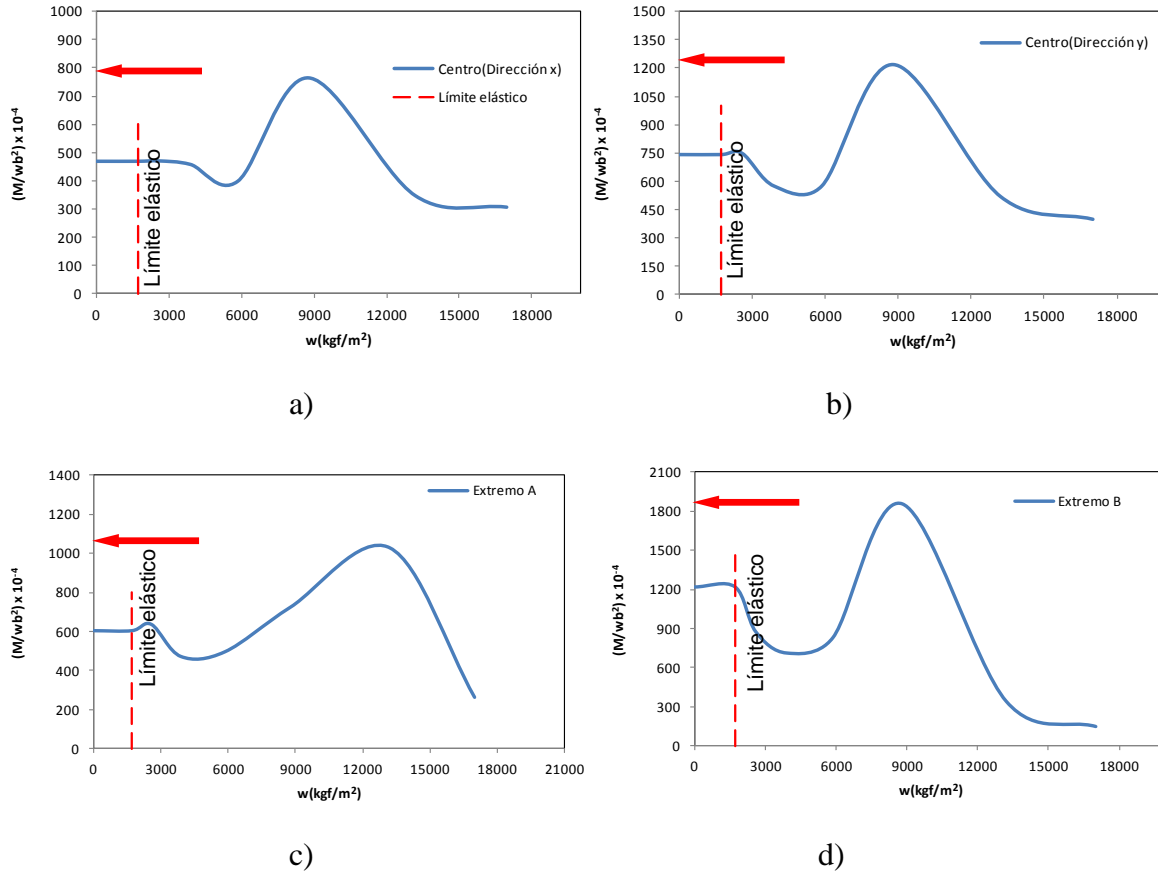 1000
900
800
700
600
500
400
300
200
100
0
(M/wb²) x 10⁻⁴
Centro(Dirección x)
Límite elástico
Límite elástico
0 3000 6000 9000 12000 15000 18000
w(kgf/m²)
a)
1500
1350
1200
1050
900
750
600
450
300
150
0
(M/wb²) x 10⁻⁴
Centro(Dirección y)
Límite elástico
0 3000 6000 9000 12000 15000 18000
w(kgf/m²)
b)
1400
1200
1000
800
600
400
200
0
(M/wb²) x 10⁻⁴
Extremo A
Límite elástico
0 3000 6000 9000 12000 15000 18000 21000
w(kgf/m²)
c)
2100
1800
1500
1200
900
600
300
0
(M/wb²) x 10⁻⁴
Extremo B
Límite elástico
0 3000 6000 9000 12000 15000 18000
w(kgf/m²)
d)